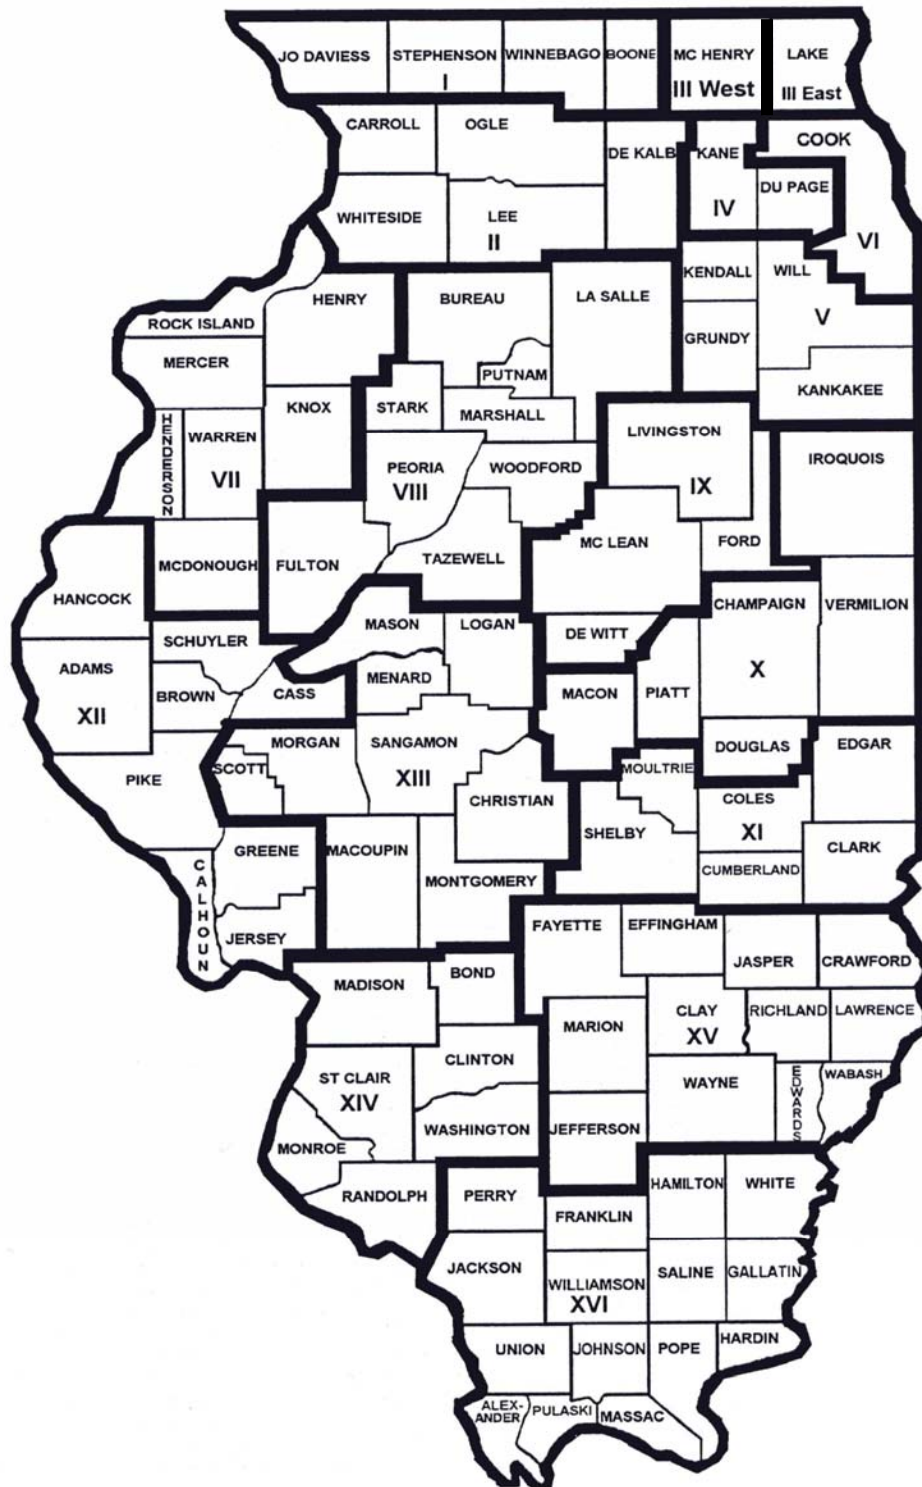 JO DAVIESS
STEPHENSON
WINNEBAGO
BOONE
MC HENRY
LAKE
I
III West
III East
CARROLL
OGLE
DE KALB
KANE
COOK
DU PAGE
WHITESIDE
LEE
II
IV
VI
HENRY
BUREAU
LA SALLE
KENDALL
WILL
ROCK ISLAND
V
MERCER
PUTNAM
GRUNDY
KANKAKEE
STARK
MARSHALL
KNOX
HENDERSON
WARREN
VII
LIVINGSTON
IROQUOIS
PEORIA
VIII
WOODFORD
IX
MCDONOUGH
FULTON
TAZEWELL
MC LEAN
FORD
HANCOCK
MASON
LOGAN
CHAMPAIGN
VERMILION
SCHUYLER
DE WITT
ADAMS
XII
BROWN
CASS
MENARD
MACON
PIATT
X
PIKE
SCOTT
MORGAN
SANGAMON
XIII
DOUGLAS
EDGAR
MOULTRIE
CHRISTIAN
COLES
XI
SHELBY
GREENE
MACOUPIN
CLARK
CUMBERLAND
CALHOUN
MONTGOMERY
JERSEY
FAYETTE
EFFINGHAM
JASPER
CRAWFORD
MADISON
BOND
MARION
CLAY
XV
RICHLAND
LAWRENCE
CLINTON
ST CLAIR
XIV
WAYNE
EDWARDS
WABASH
WASHINGTON
JEFFERSON
MONROE
RANDOLPH
PERRY
HAMILTON
WHITE
FRANKLIN
JACKSON
WILLIAMSON
XVI
SALINE
GALLATIN
UNION
JOHNSON
POPE
HARDIN
ALEX-
ANDER
PULASKI
MASSAC